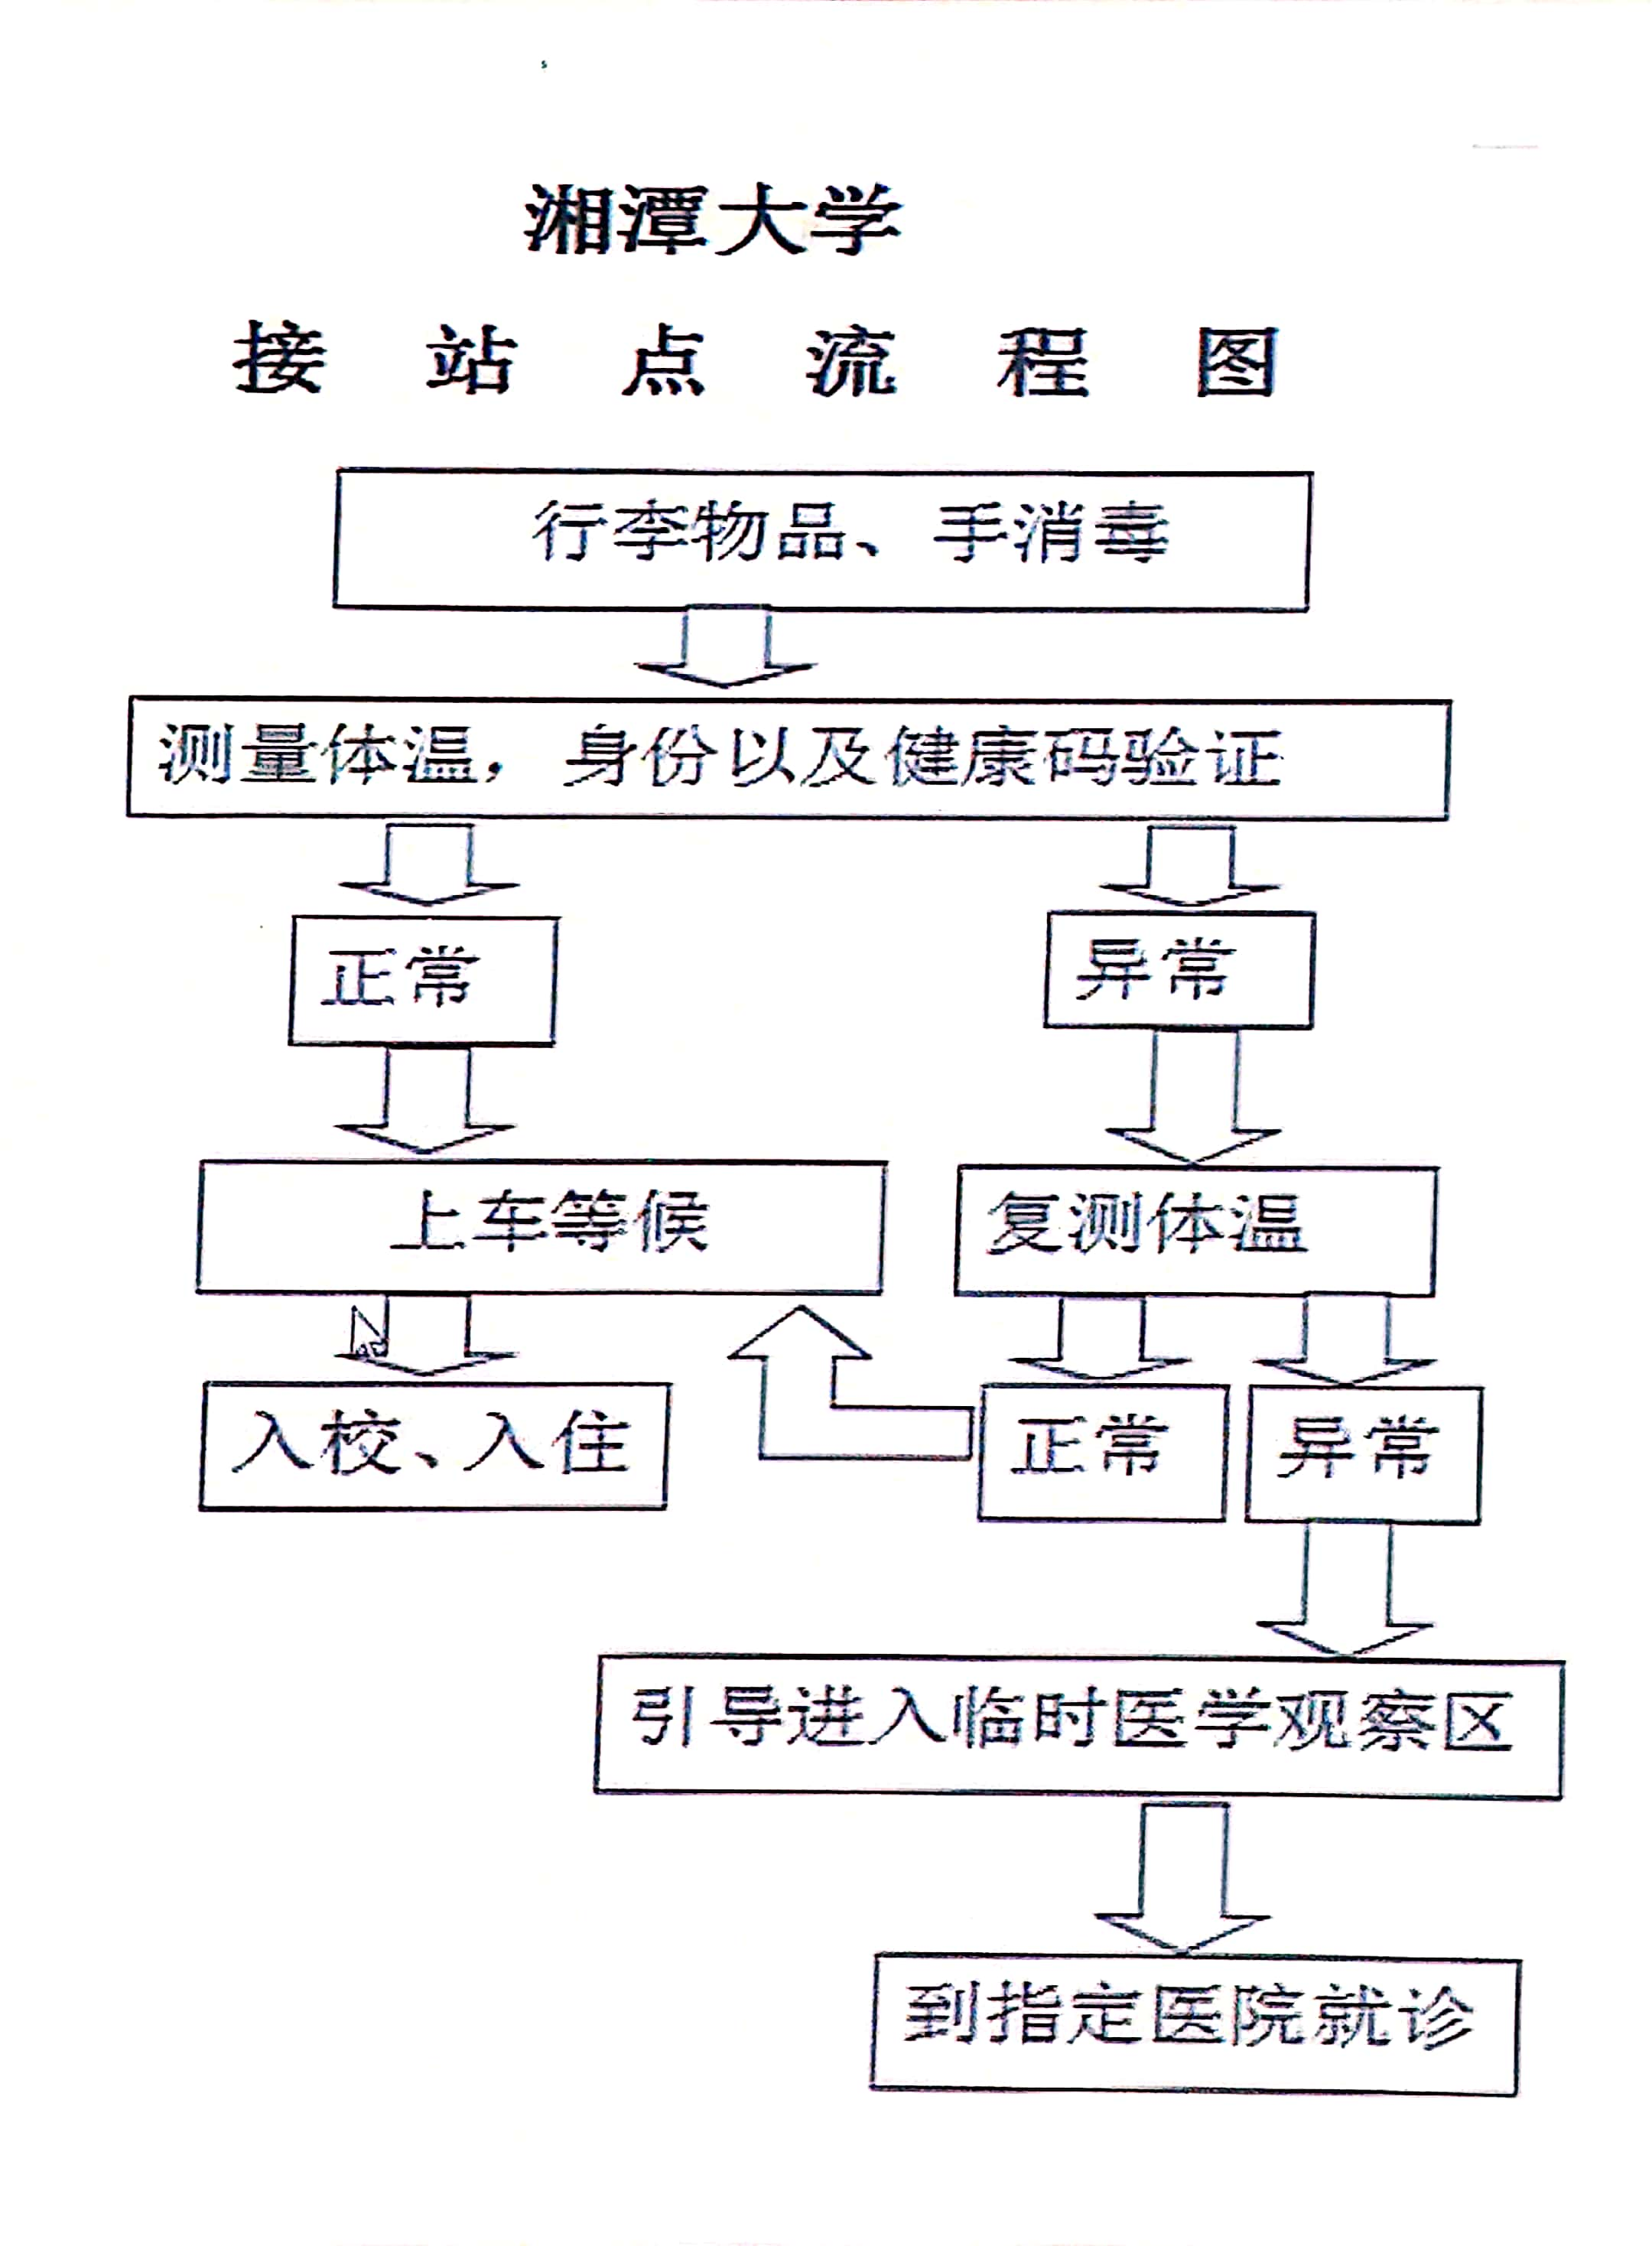 湘潭大学
接站点流程图
行李物品、手消毒
测量体温，身份以及健康码验证
正常
异常
上车等候
复测体温
入校、入住
正常
异常
引导进入临时医学观察区
到指定医院就诊